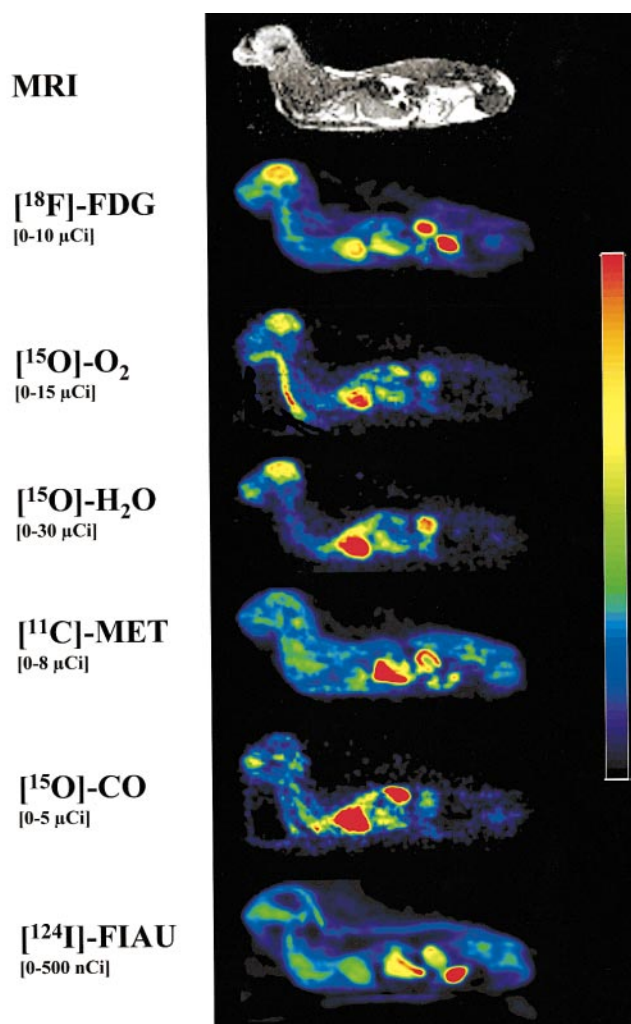 MRI
[¹⁸F]-FDG
[0-10 μCi]
[¹⁵O]-O₂
[0-15 μCi]
[¹⁵O]-H₂O
[0-30 μCi]
[¹¹C]-MET
[0-8 μCi]
[¹⁵O]-CO
[0-5 μCi]
[¹²⁴I]-FIAU
[0-500 nCi]